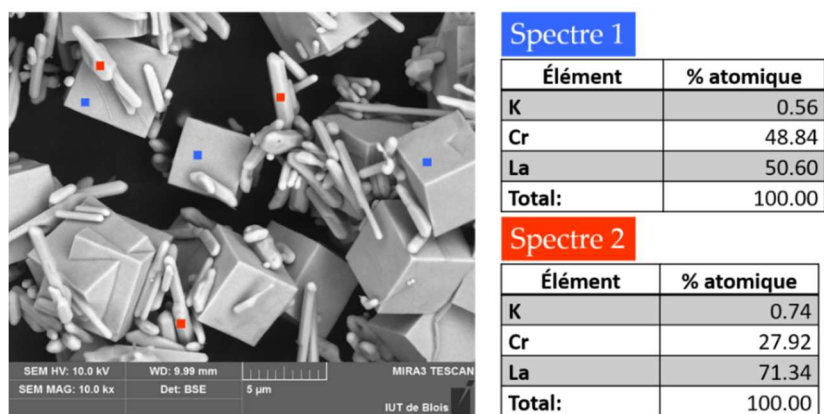 SEM HV: 10.0 kV WD: 9.99 mm MIRA3 TESCAN
SEM MAG: 10.0 kx Det: BSE 5 µm
IUT de Blois
Spectre 1
Élément % atomique
K 0.56
Cr 48.84
La 50.60
Total: 100.00
Spectre 2
Élément % atomique
K 0.74
Cr 27.92
La 71.34
Total: 100.00